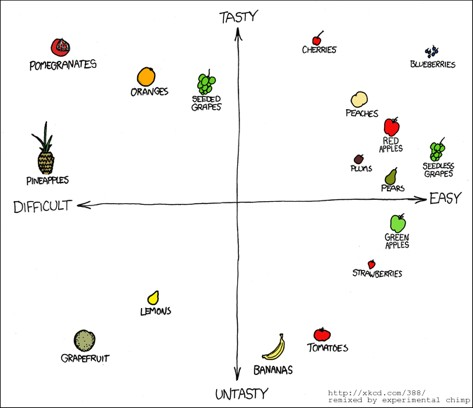 TASTY
POMEGRANATES
CHERRIES
BLUEBERRIES
ORANGES
SEEDED
GRAPES
PEACHES
RED
APPLES
SEEDLESS
GRAPES
PLUMS
PINEAPPLES
PEARS
DIFFICULT
EASY
GREEN
APPLES
STRAWBERRIES
LEMONS
GRAPEFRUIT
BANANAS
TOMATOES
UNTASTY
http://xkcd.com/388/
remixed by experimental chimp